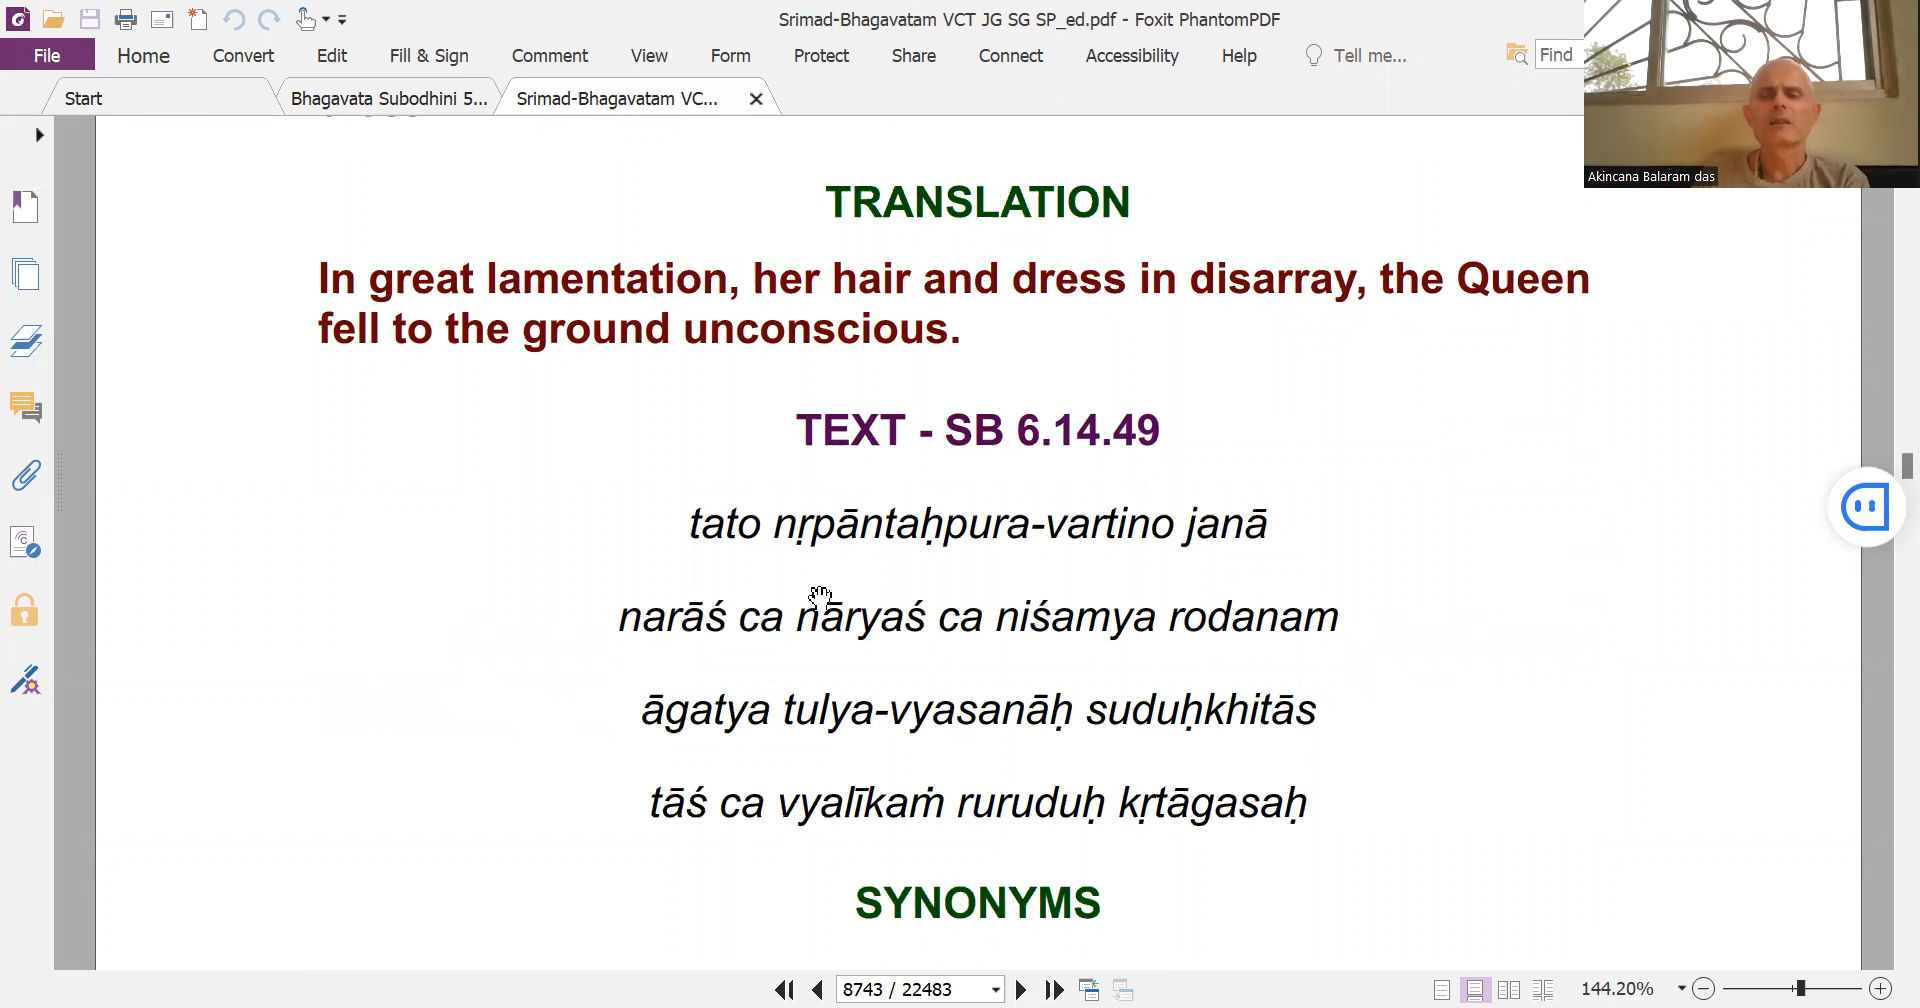 Srimad-Bhagavatam VCT JG SG SP_ed.pdf - Foxit PhantomPDF
File Home Convert Edit Fill & Sign Comment View Form Protect Share Connect Accessibility Help Tell me... Find
Start Bhagavata Subodhini 5... Srimad-Bhagavatam VC...
Akincana Balaram das
TRANSLATION
In great lamentation, her hair and dress in disarray, the Queen
fell to the ground unconscious.
TEXT - SB 6.14.49
tato nṛpāntaḥpura-vartino janā
narāś ca nāryaś ca niśamya rodanam
āgatya tulya-vyasanāḥ suduḥkhitās
tāś ca vyalīkaṁ ruruduḥ kṛtāgasaḥ
SYNONYMS
8743 / 22483
144.20%